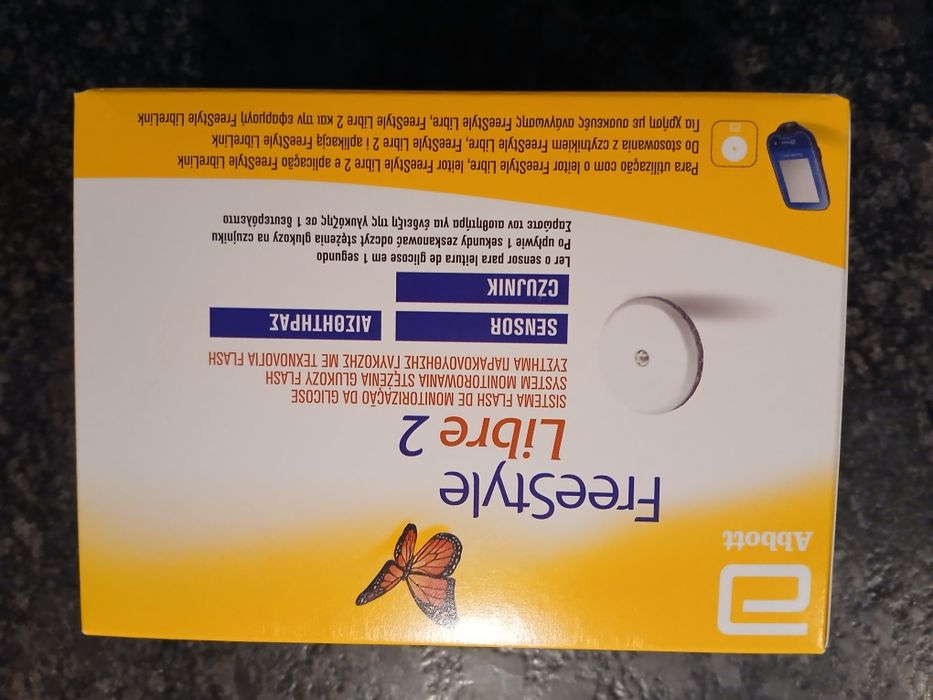 Abbott
FreeStyle
Libre 2
SISTEMA FLASH DE MONITORIZAÇÃO DA GLICOSE
SYSTEM MONITOROWANIA STĘŻENIA GLUKOZY FLASH
ΣΥΣΤΗΜΑ ΠΑΡΑΚΟΛΟΥΘΗΣΗΣ ΓΛΥΚΟΖΗΣ ΜΕ ΤΕΧΝΟΛΟΓΙΑ FLASH
SENSOR ΑΙΣΘΗΤΗΡΑΣ
CZUJNIK
Ler o sensor para leitura de glicose em 1 segundo
Po upływie 1 sekundy zeskanować odczyt stężenia glukozy na czujniku
Σαρώστε τον αισθητήρα για ένδειξη της γλυκόζης σε 1 δευτερόλεπτο
Para utilização com o leitor FreeStyle Libre, leitor FreeStyle Libre 2 e aplicação FreeStyle LibreLink
Do stosowania z czytnikiem FreeStyle Libre, FreeStyle Libre 2 i aplikacją FreeStyle LibreLink
Για χρήση με συσκευές ανάγνωσης FreeStyle Libre, FreeStyle Libre 2 και την εφαρμογή FreeStyle LibreLink